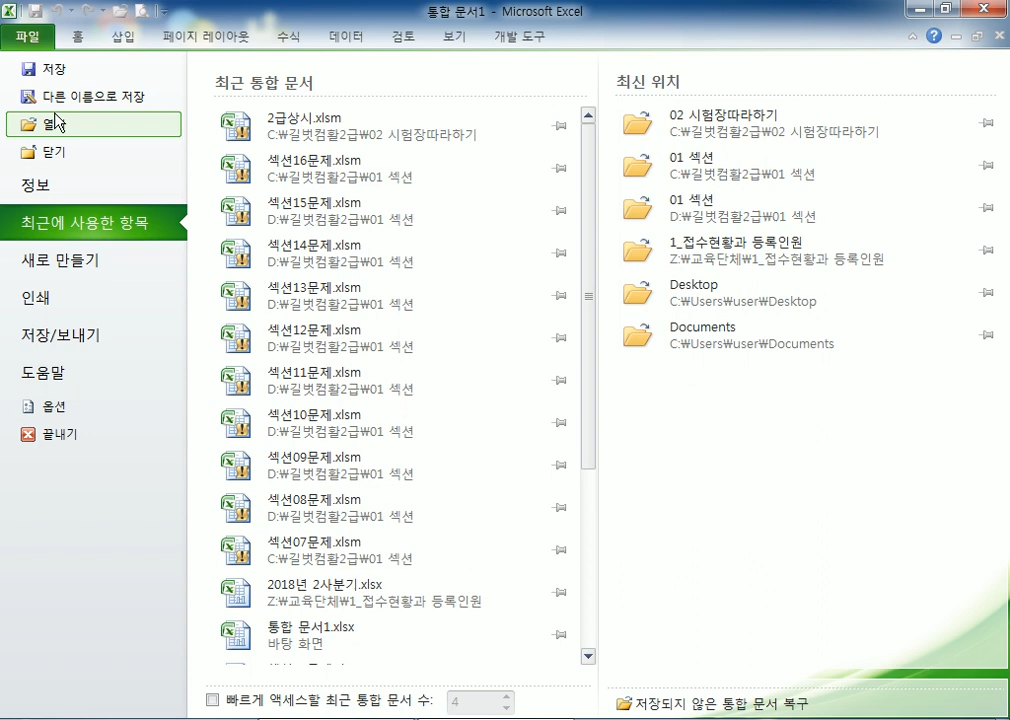 통합 문서1 - Microsoft Excel
파일 홈 삽입 페이지 레이아웃 수식 데이터 검토 보기 개발 도구
저장
다른 이름으로 저장
닫기
정보
최근에 사용한 항목
새로 만들기
인쇄
저장/보내기
도움말
옵션
끝내기
최근 통합 문서
2급상시.xlsm
C:₩길벗컴활2급₩02 시험장따라하기
섹션16문제.xlsm
C:₩길벗컴활2급₩01 섹션
섹션15문제.xlsm
D:₩길벗컴활2급₩01 섹션
섹션14문제.xlsm
D:₩길벗컴활2급₩01 섹션
섹션13문제.xlsm
D:₩길벗컴활2급₩01 섹션
섹션12문제.xlsm
D:₩길벗컴활2급₩01 섹션
섹션11문제.xlsm
D:₩길벗컴활2급₩01 섹션
섹션10문제.xlsm
D:₩길벗컴활2급₩01 섹션
섹션09문제.xlsm
D:₩길벗컴활2급₩01 섹션
섹션08문제.xlsm
D:₩길벗컴활2급₩01 섹션
섹션07문제.xlsm
C:₩길벗컴활2급₩01 섹션
2018년 2사분기.xlsx
Z:₩교육단체₩1_접수현황과 등록인원
통합 문서1.xlsx
바탕 화면
빠르게 액세스할 최근 통합 문서 수: 4
최신 위치
02 시험장따라하기
C:₩길벗컴활2급₩02 시험장따라하기
01 섹션
C:₩길벗컴활2급₩01 섹션
01 섹션
D:₩길벗컴활2급₩01 섹션
1_접수현황과 등록인원
Z:₩교육단체₩1_접수현황과 등록인원
Desktop
C:₩Users₩user₩Desktop
Documents
C:₩Users₩user₩Documents
저장되지 않은 통합 문서 복구